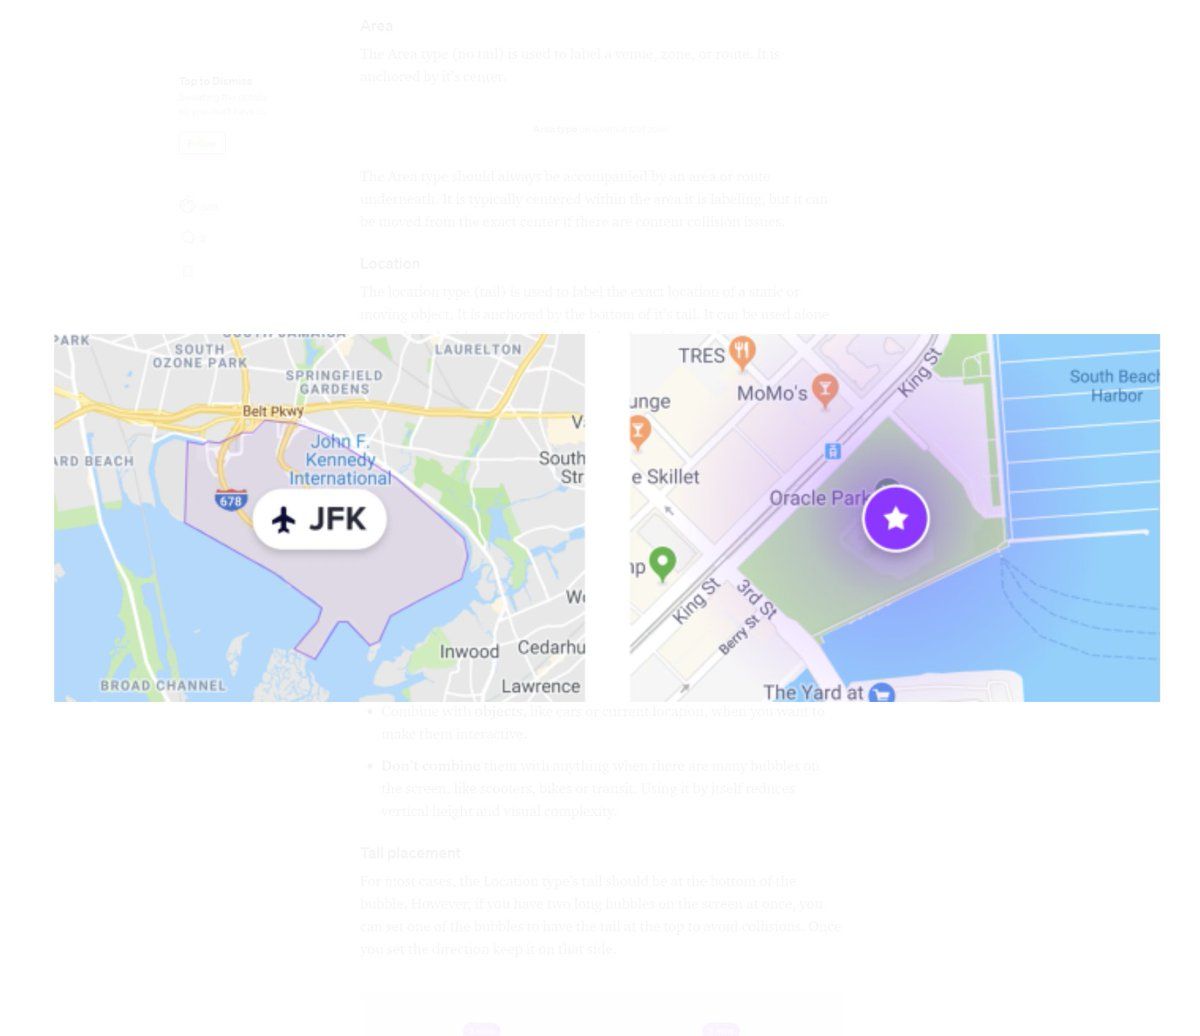 Area
The Area type (no tail) is used to label a venue, zone, or route. It is
anchored by it's center.
Tap to Dismiss
Follow
The Area type should always be accompanied by an area or route
underneath. It is typically centered within the area it is labeling, but it can
be moved from the exact center if there are content collision issues.
Location
The location type (tail) is used to label the exact location of a static or
moving object. It is anchored by the bottom of it's tail. It can be used alone
PARK
SOUTH JAMAICA
SOUTH
OZONE PARK
LAURELTON
SPRINGFIELD
GARDENS
Belt Pkwy
John F.
Kennedy
International
ARD BEACH
South
Str
678
JFK
Inwood
Cedarhu
Lawrence
BROAD CHANNEL
TRES
MoMo's
King St
South Beach
Harbor
unge
e Skillet
Oracle Park
mp
King St
3rd St
Berry St
The Yard at
Combine with objects, like cars or current location, when you want to
make them interactive.
Don't combine them with anything when there are many bubbles on
the screen, like scooters, bikes or transit. Using it by itself reduces
vertical height and visual complexity.
Tail placement
For most cases, the Location type's tail should be at the bottom of the
bubble. However, if you have two long bubbles on the screen at once, you
can set one of the bubbles to have the tail at the top to avoid collisions. Once
you set the direction keep it on that side.